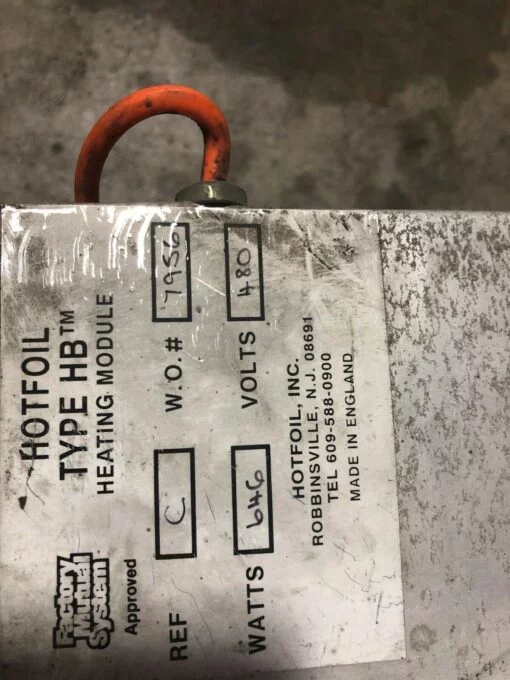 HOTFOIL
TYPE HB™
HEATING MODULE
Factory
Mutual
System
Approved
REF C W.O.# 7956
WATTS 646 VOLTS 480
HOTFOIL, INC.
ROBBINSVILLE, N.J. 08691
TEL 609-588-0900
MADE IN ENGLAND